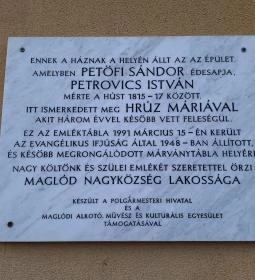 ENNEK A HÁZNAK A HELYÉN ÁLLT AZ AZ ÉPÜLET,
AMELYBEN PETŐFI SÁNDOR ÉDESAPJA,
PETROVICS ISTVÁN
MÉRTE A HÚST 1815-17 KÖZÖTT.
ITT ISMERKEDETT MEG HRÚZ MÁRIÁVAL
AKIT HÁROM ÉVVEL KÉSŐBB VETT FELESÉGÜL.
EZ AZ EMLÉKTÁBLA 1991 MÁRCIUS 15-ÉN KERÜLT
AZ EVANGÉLIKUS IFJÚSÁG ÁLTAL 1948-BAN ÁLLÍTOTT,
ÉS KÉSŐBB MEGRONGÁLÓDOTT MÁRVÁNYTÁBLA HELYÉRE
NAGY KÖLTŐNK ÉS SZÜLEI EMLÉKÉT SZERETETTEL ŐRZI:
MAGLÓD NAGYKÖZSÉG LAKOSSÁGA
KÉSZÜLT A POLGÁRMESTERI HIVATAL
ÉS A
MAGLÓDI ALKOTÓ, MŰVÉSZ ÉS KULTURÁLIS EGYESÜLET
TÁMOGATÁSÁVAL